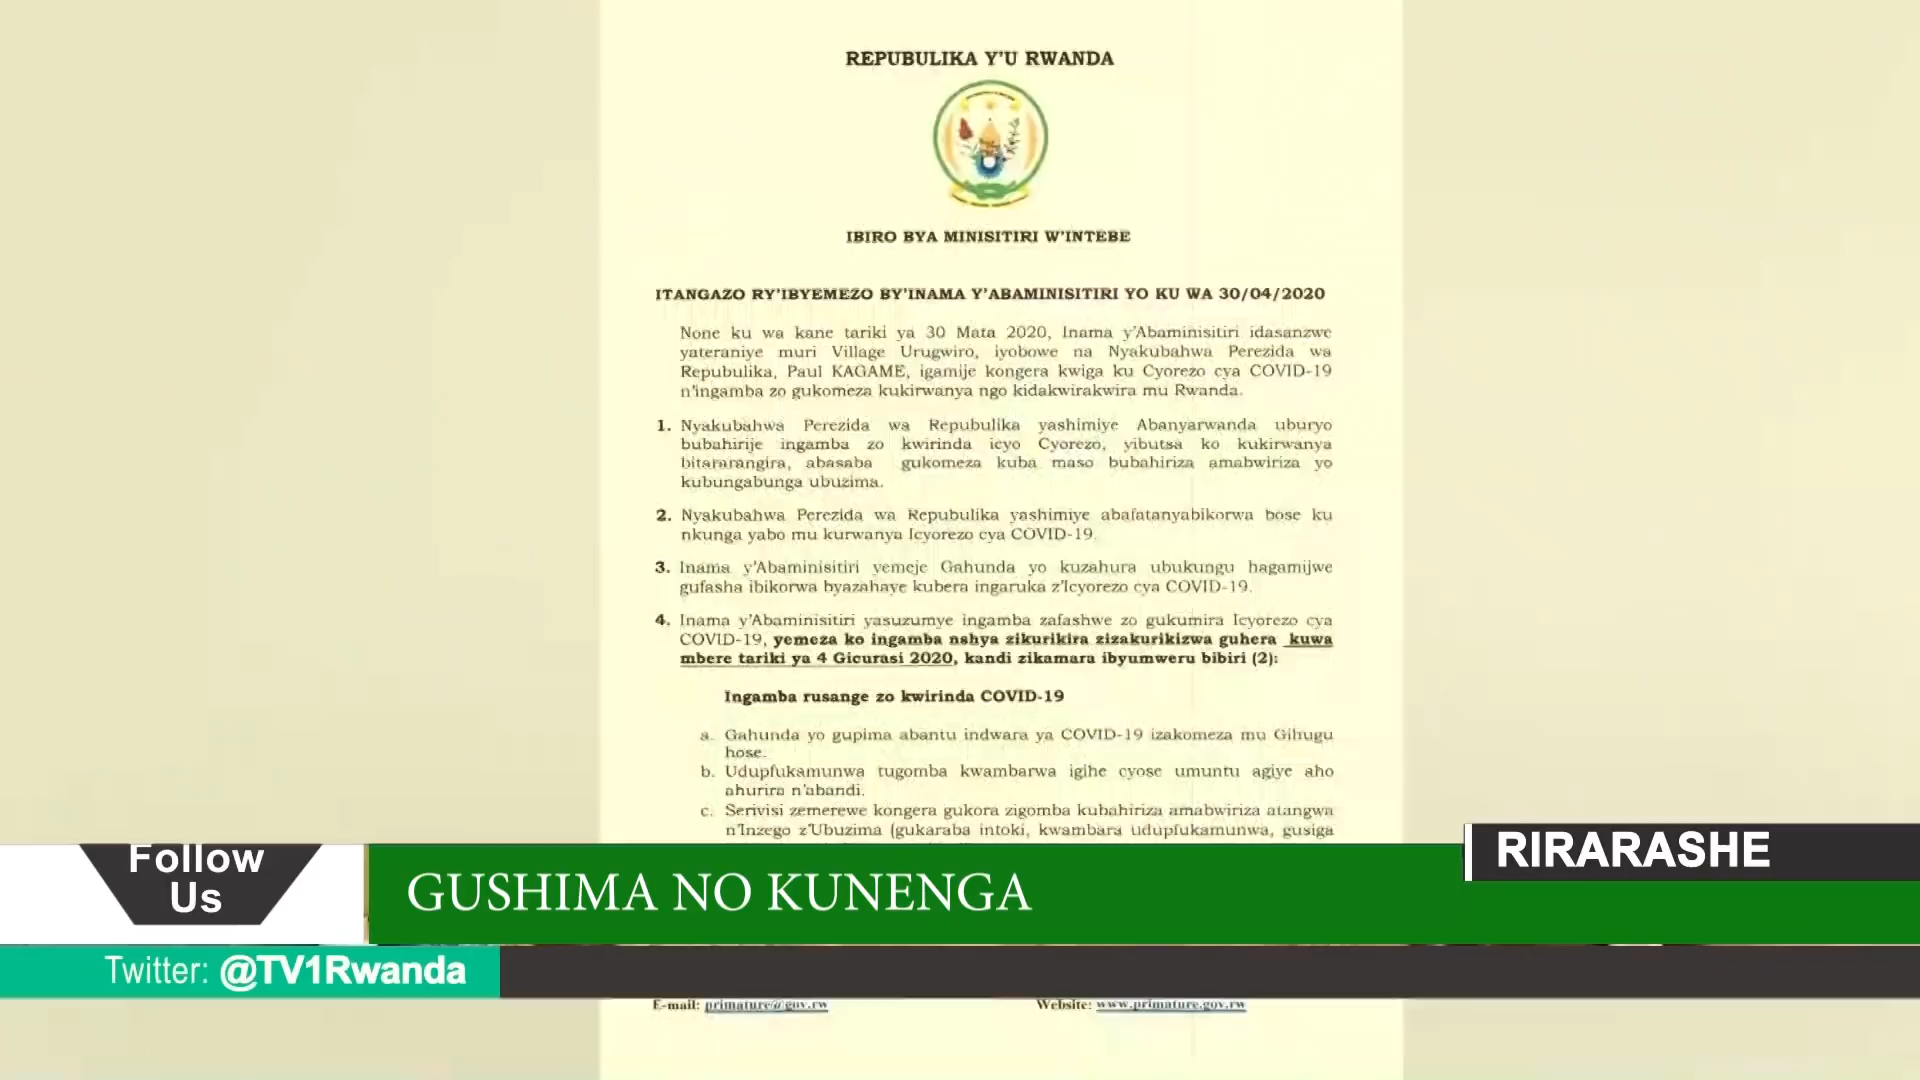 REPUBULIKA Y'U RWANDA
IBIRO BYA MINISITIRI W'INTEBE
ITANGAZO RY'IBYEMEZO BY'INAMA Y'ABAMINISITIRI YO KU WA 30/04/2020
None ku wa kane tariki ya 30 Mata 2020, Inama y'Abaminisitiri idasanzwe
yateraniye muri Village Urugwiro, iyobowe na Nyakubahwa Perezida wa
Repubulika, Paul KAGAME, igamije kongera kwiga ku Cyorezo cya COVID-19
n'ingamba zo gukomeza kukirwanya ngo kidakwirakwira mu Rwanda.
1. Nyakubahwa Perezida wa Repubulika yashimiye Abanyarwanda uburyo
bubahirije ingamba zo kwirinda icyo Cyorezo, yibutsa ko kukirwanya
bitararangira, abasaba gukomeza kuba maso bubahiriza amabwiriza yo
kubungabunga ubuzima.
2. Nyakubahwa Perezida wa Repubulika yashimiye abafatanyabikorwa bose ku
nkunga yabo mu kurwanya Icyorezo cya COVID-19.
3. Inama y'Abaminisitiri yemeje Gahunda yo kuzahura ubukungu hagamijwe
gufasha ibikorwa byazahaye kubera ingaruka z'Icyorezo cya COVID-19.
4. Inama y'Abaminisitiri yasuzumye ingamba zafashwe zo gukumira Icyorezo cya
COVID-19, yemeza ko ingamba nshya zikurikira zizakurikizwa guhera kuwa
mbere tariki ya 4 Gicurasi 2020, kandi zikamara ibyumweru bibiri (2):
Ingamba rusange zo kwirinda COVID-19
a. Gahunda yo gupima abantu indwara ya COVID-19 izakomeza mu Gihugu
hose.
b. Udupfukamunwa tugomba kwambarwa igihe cyose umuntu agiye aho
ahurira n'abandi.
c. Serivisi zemerewe kongera gukora zigomba kubahiriza amabwiriza atangwa
n'Inzego z'Ubuzima (gukaraba intoki, kwambara udupfukamunwa, gusiga
RIRARASHE
Follow
Us
GUSHIMA NO KUNENGA
Twitter: @TV1Rwanda
E-mail: primature@gov.rw Website: www.primature.gov.rw